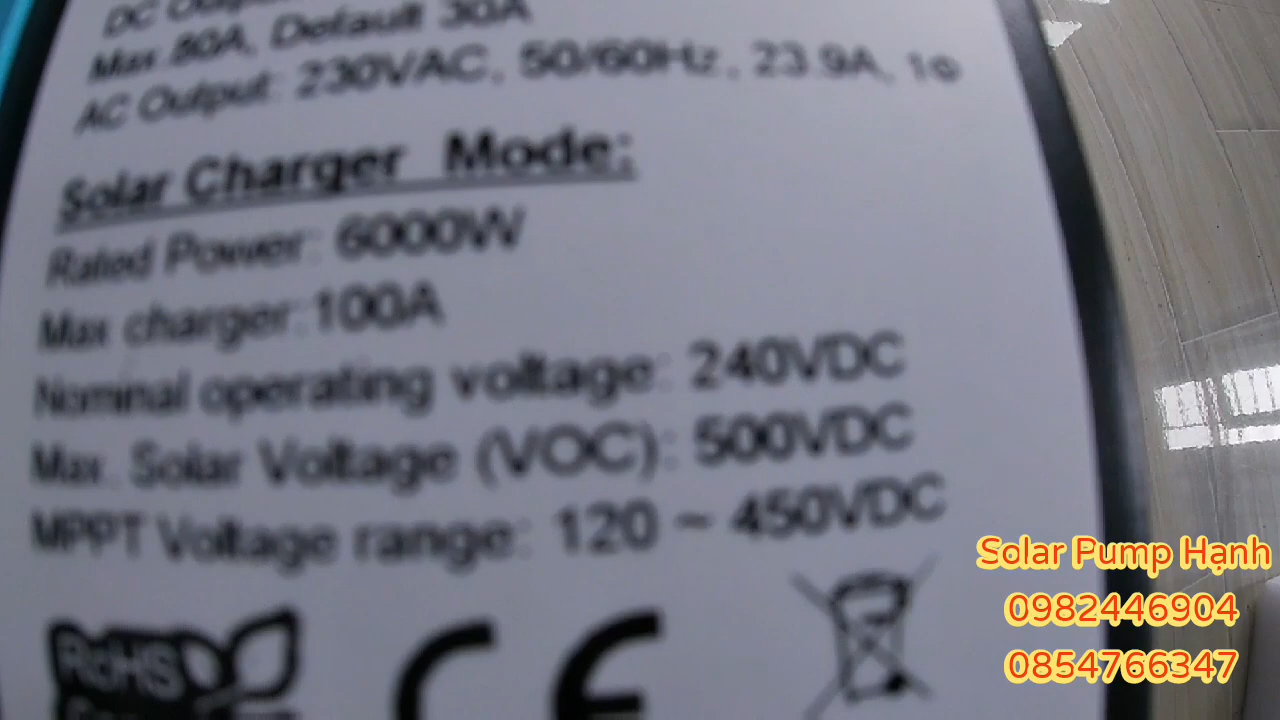 DC Output
Max.80A, Default 30A
AC Output: 230VAC, 50/60Hz, 23.9A, 1Φ
Solar Charger Mode:
Rated Power: 6000W
Max charger:100A
Nominal operating voltage: 240VDC
Max. Solar Voltage (VOC): 500VDC
MPPT Voltage range: 120 ~ 450VDC
RoHS
CE
Solar Pump Hạnh
0982446904
0854766347